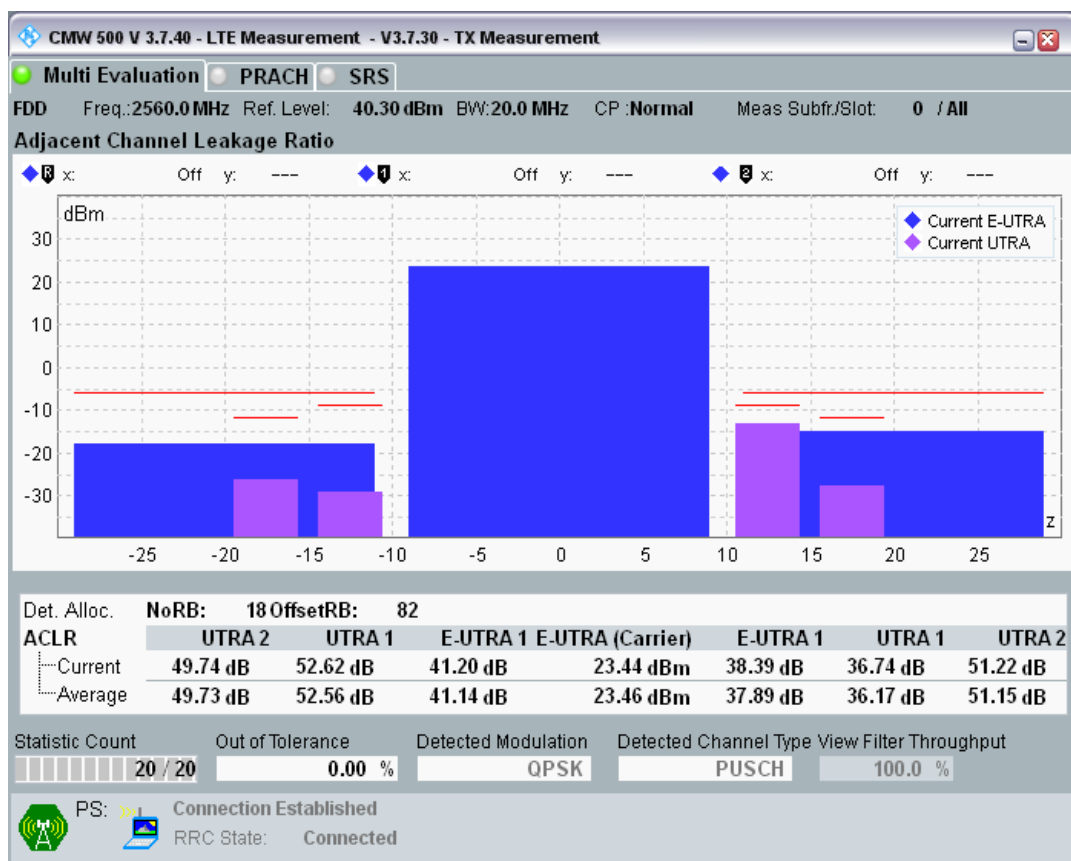 CMW 500 V 3.7.40 - LTE Measurement - V3.7.30 - TX Measurement
Multi Evaluation PRACH SRS
FDD Freq.:2560.0 MHz Ref. Level: 40.30 dBm BW:20.0 MHz CP :Normal Meas Subfr./Slot: 0 / All
Adjacent Channel Leakage Ratio
R x: Off y: --- 1 x: Off y: --- 2 x: Off y: ---
dBm
Current E-UTRA
Current UTRA
30
20
10
0
-10
-20
-30
z
-25 -20 -15 -10 -5 0 5 10 15 20 25
Det. Alloc. NoRB: 18 OffsetRB: 82
ACLR UTRA 2 UTRA 1 E-UTRA 1 E-UTRA (Carrier) E-UTRA 1 UTRA 1 UTRA 2
Current 49.74 dB 52.62 dB 41.20 dB 23.44 dBm 38.39 dB 36.74 dB 51.22 dB
Average 49.73 dB 52.56 dB 41.14 dB 23.46 dBm 37.89 dB 36.17 dB 51.15 dB
Statistic Count Out of Tolerance Detected Modulation Detected Channel Type View Filter Throughput
20 / 20 0.00 % QPSK PUSCH 100.0 %
PS: Connection Established
RRC State: Connected